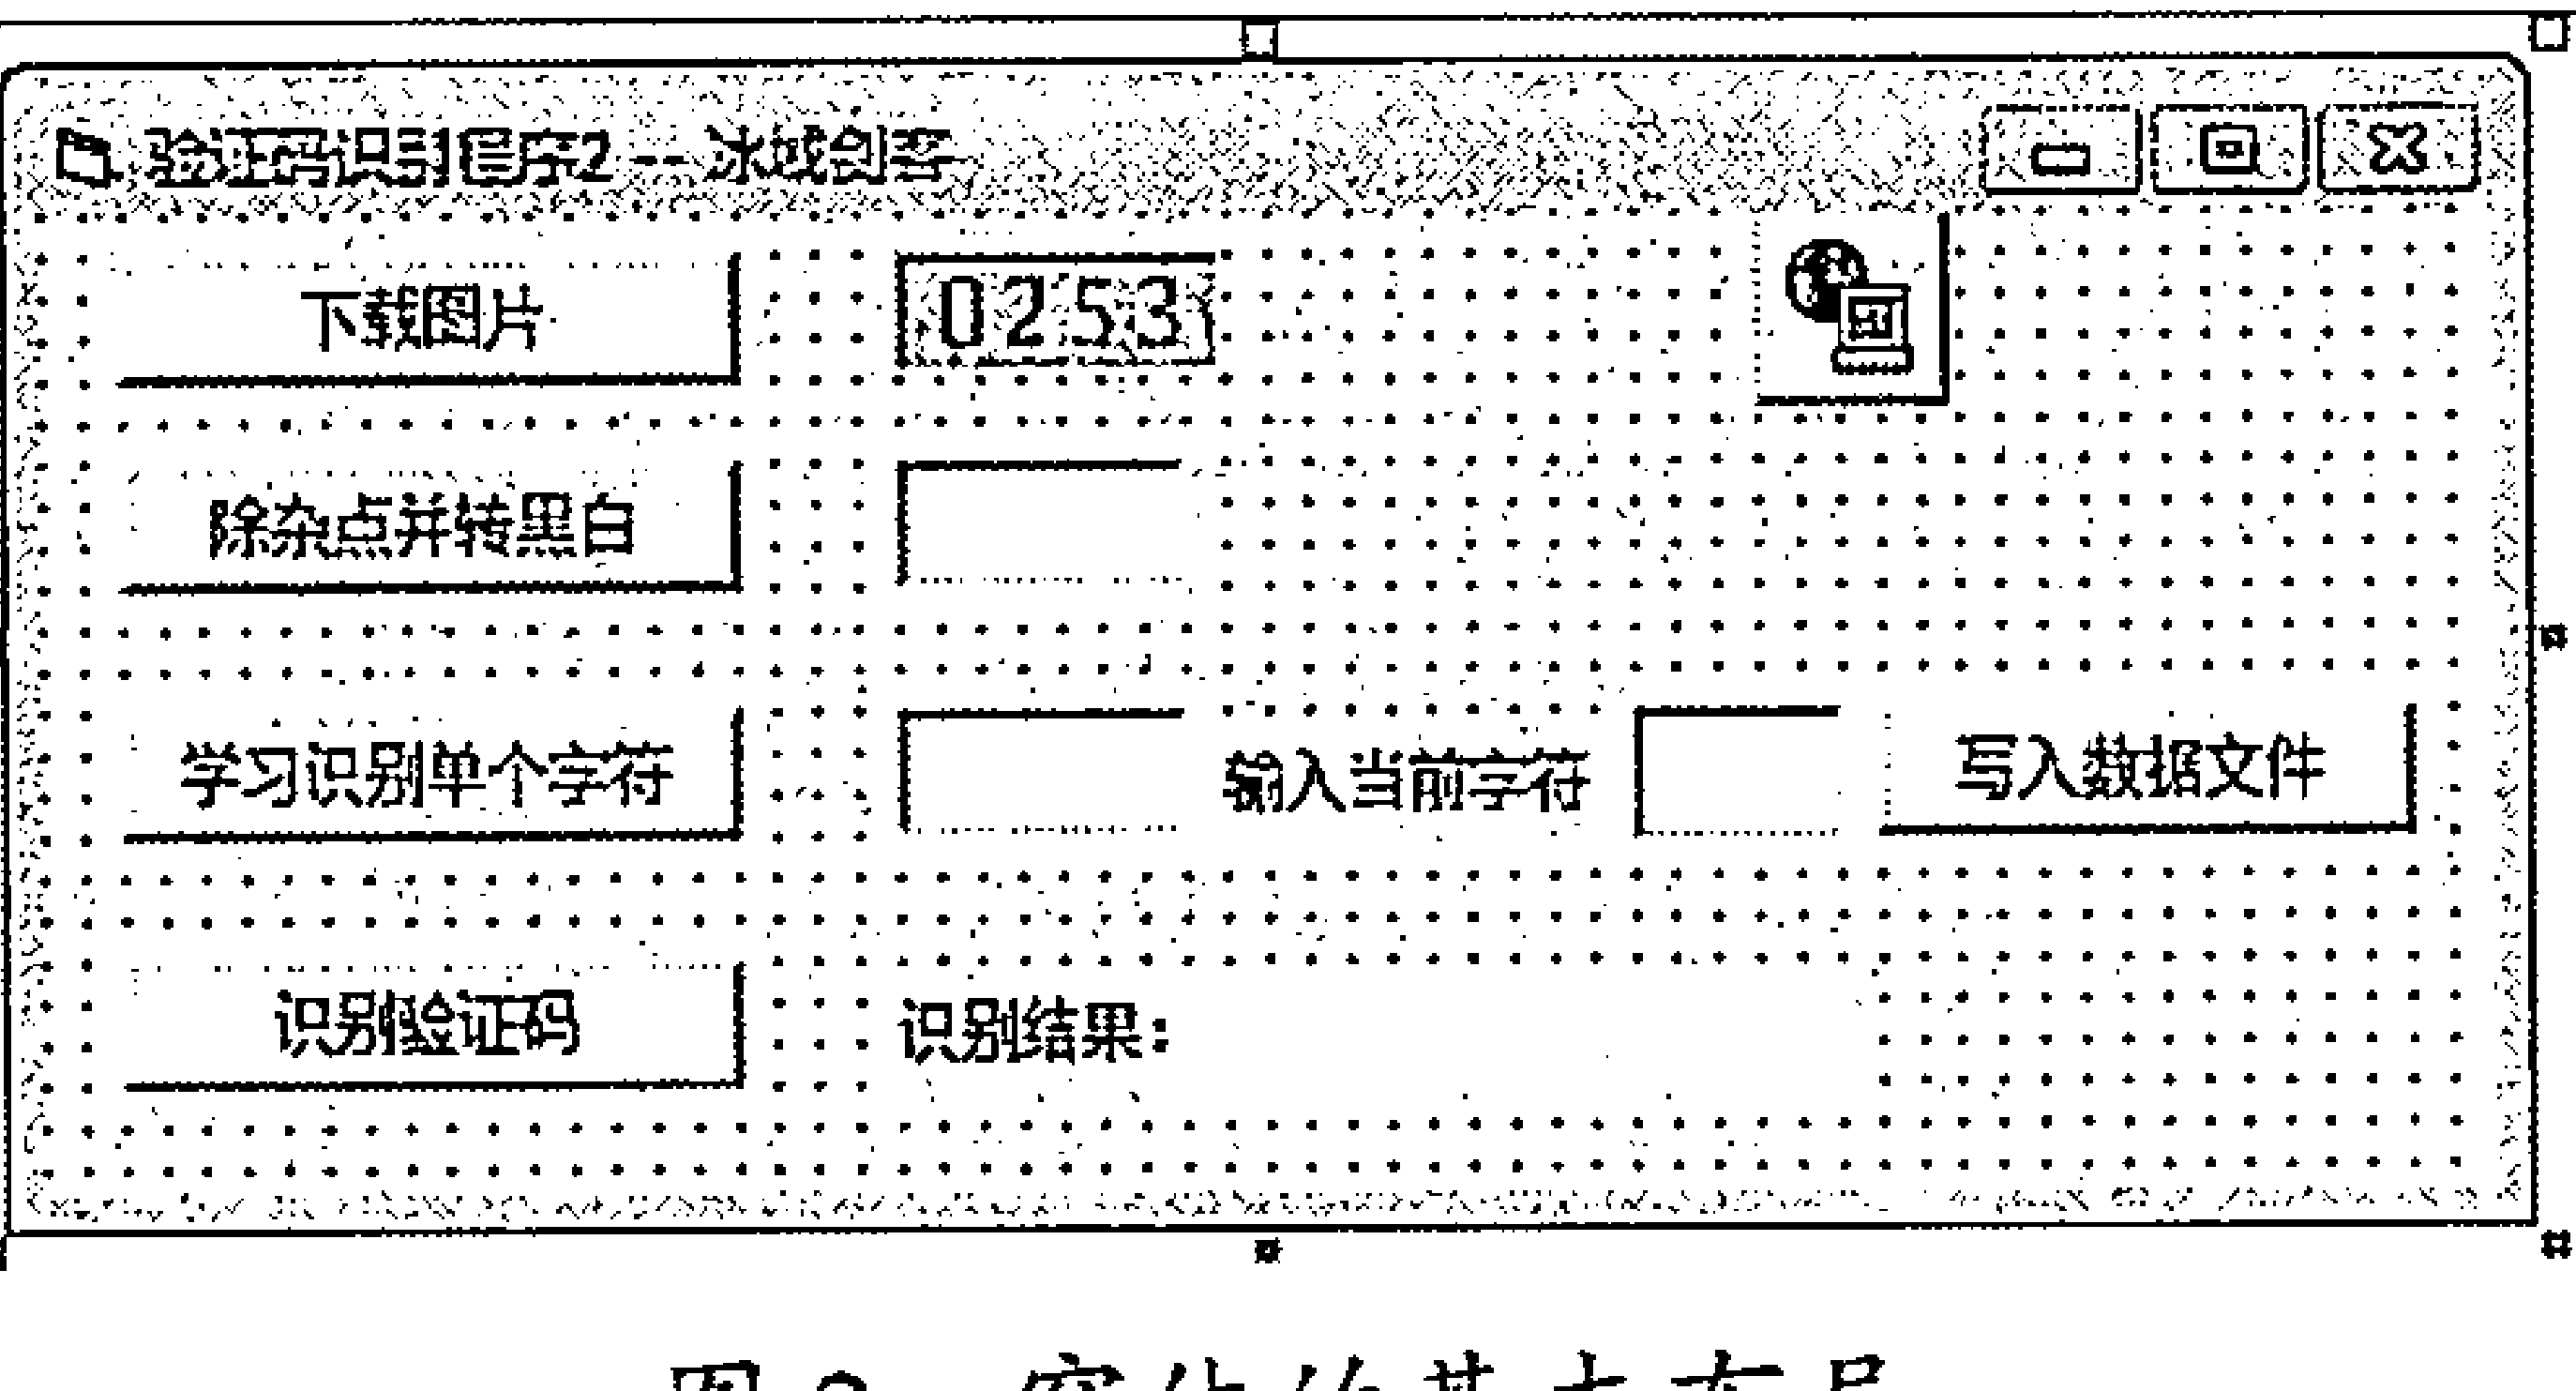 验证码识别程序2 -- 冰域创客
下载图片
0253
除杂点并转黑白
学习识别单个字符
输入当前字符
写入数据文件
识别验证码
识别结果：